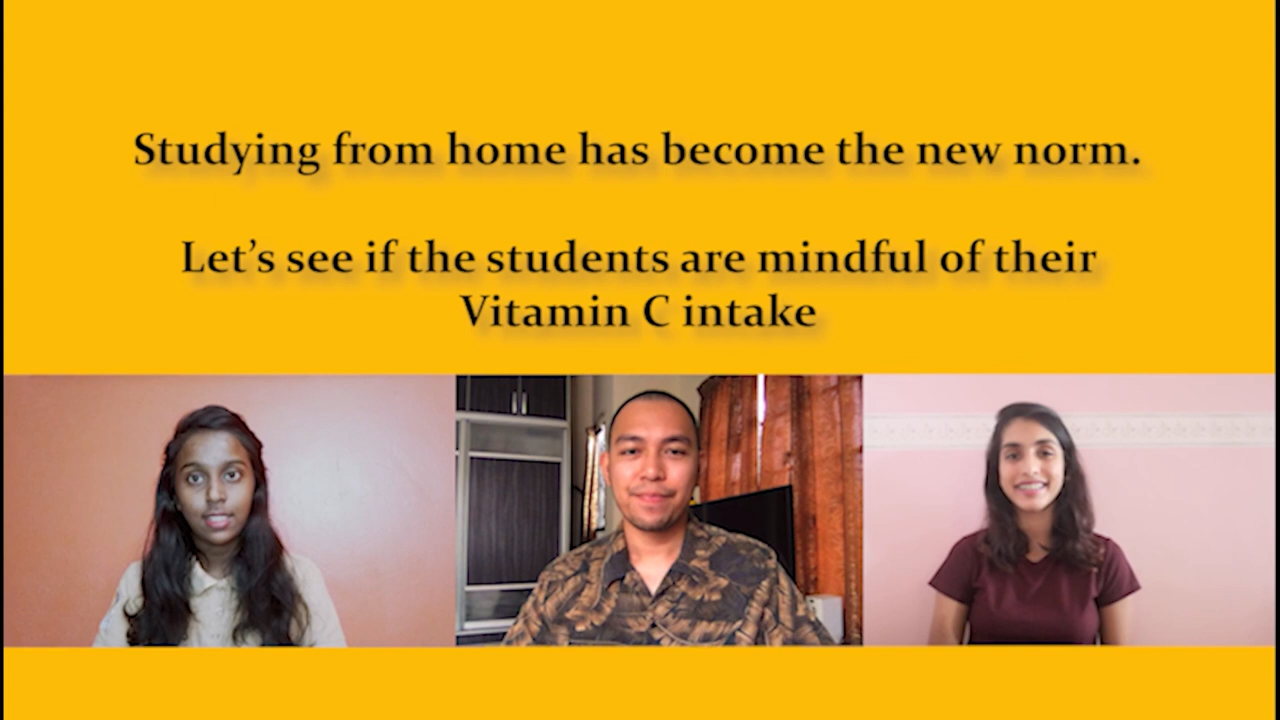 Studying from home has become the new norm.
Let’s see if the students are mindful of their
Vitamin C intake